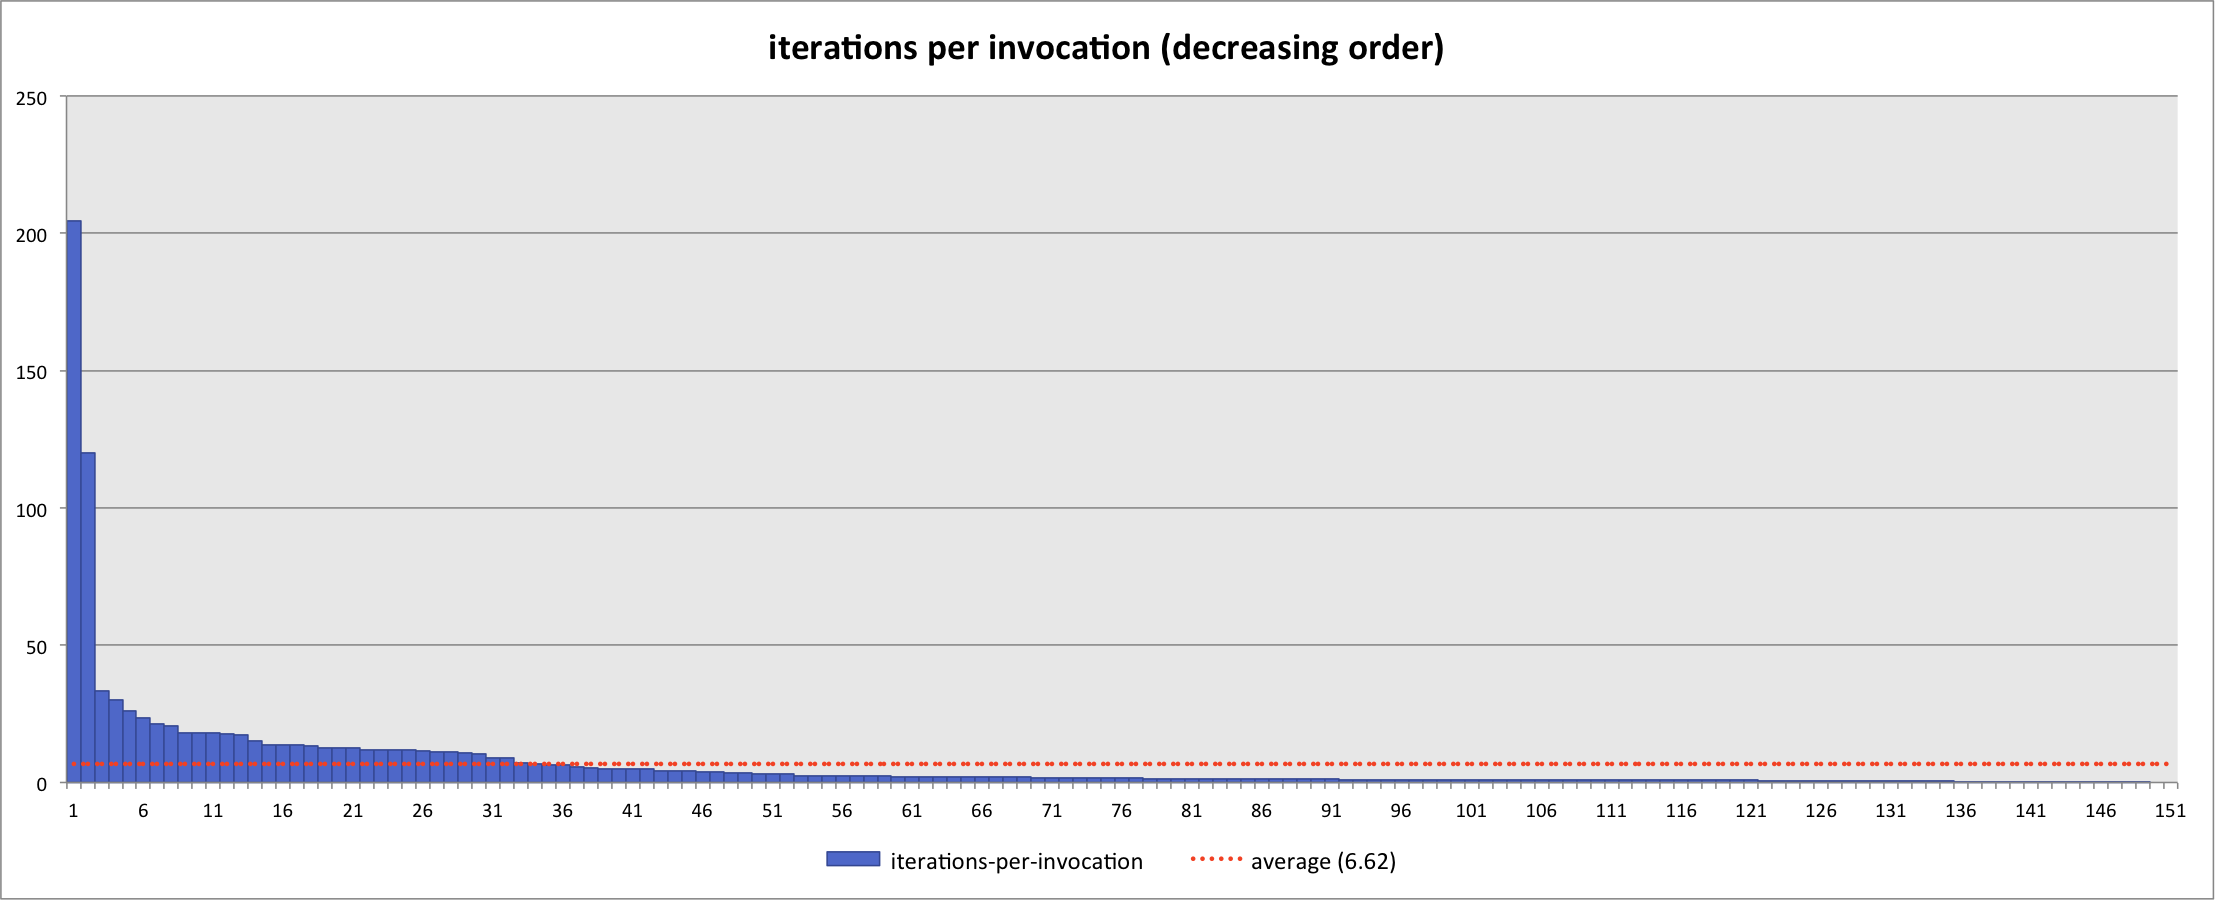 iterations per invocation (decreasing order)
250
200
150
100
50
0
1 6 11 16 21 26 31 36 41 46 51 56 61 66 71 76 81 86 91 96 101 106 111 116 121 126 131 136 141 146 151
iterations-per-invocation average (6.62)